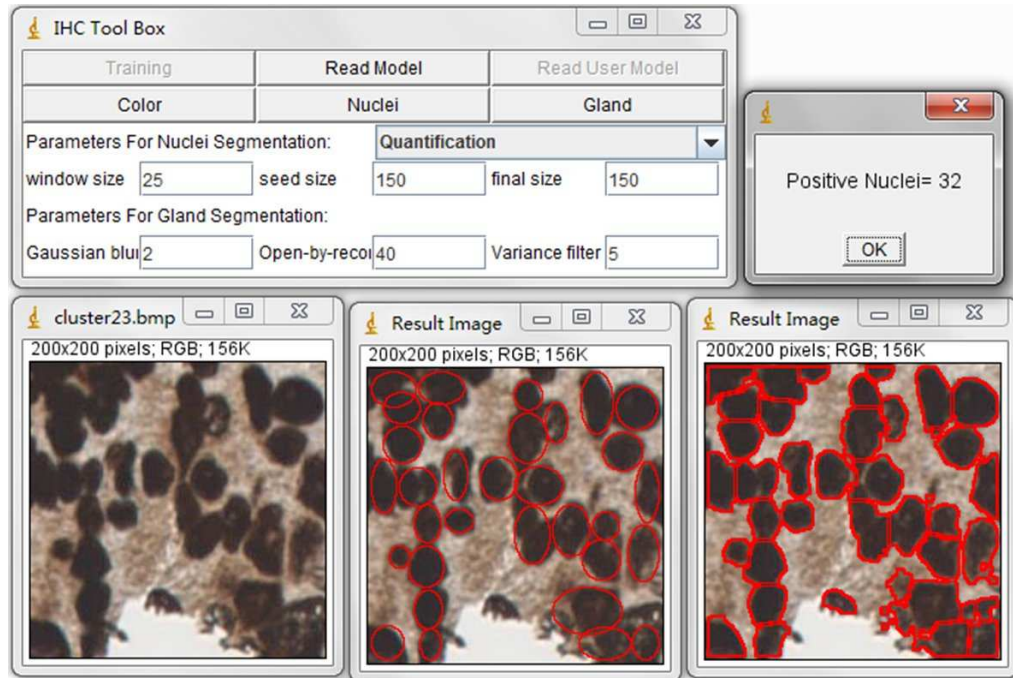 IHC Tool Box
Training Read Model Read User Model
Color Nuclei Gland
Parameters For Nuclei Segmentation: Quantification
window size 25 seed size 150 final size 150
Parameters For Gland Segmentation:
Gaussian blur 2 Open-by-reco 40 Variance filter 5
Positive Nuclei= 32
OK
cluster23.bmp
200x200 pixels; RGB; 156K
Result Image
200x200 pixels; RGB; 156K
Result Image
200x200 pixels; RGB; 156K